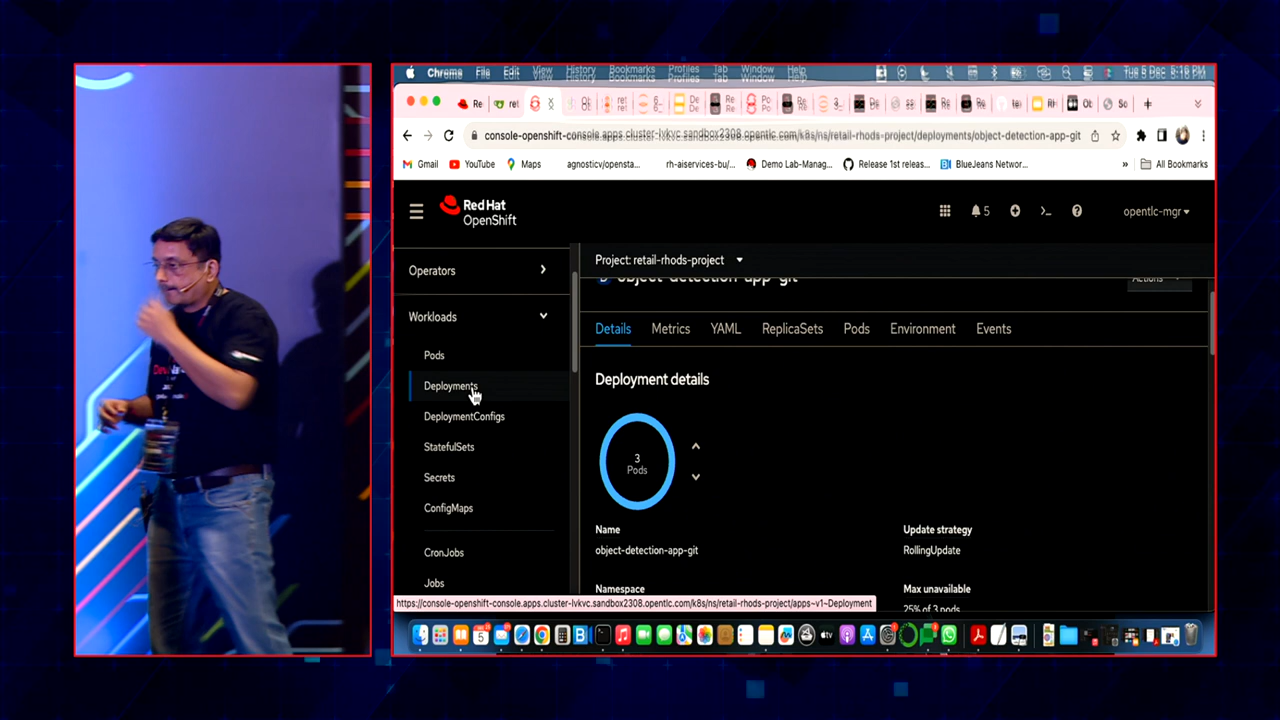 Chrome File Edit View History Bookmarks Profiles Tab Window Help Tue 5 Dec, 5:16 PM
Re ret
console-openshift-console.apps.cluster-lvkvc.sandbox2308.opentlc.com/k8s/ns/retail-rhods-project/deployments/object-detection-app-git
Gmail YouTube Maps agnosticv/opensta... rh-aiservices-bu/... Demo Lab-Manag... Release 1st releas... BlueJeans Networ... » All Bookmarks
Red Hat
OpenShift
5
opentlc-mgr
Project: retail-rhods-project
object-detection-app-git
Actions
Operators
Workloads
Pods
Deployments
DeploymentConfigs
StatefulSets
Secrets
ConfigMaps
CronJobs
Jobs
Details Metrics YAML ReplicaSets Pods Environment Events
Deployment details
3
Pods
Name
object-detection-app-git
Update strategy
RollingUpdate
Namespace
Max unavailable
25% of 3 pods
https://console-openshift-console.apps.cluster-lvkvc.sandbox2308.opentlc.com/k8s/ns/retail-rhods-project/apps~v1~Deployment